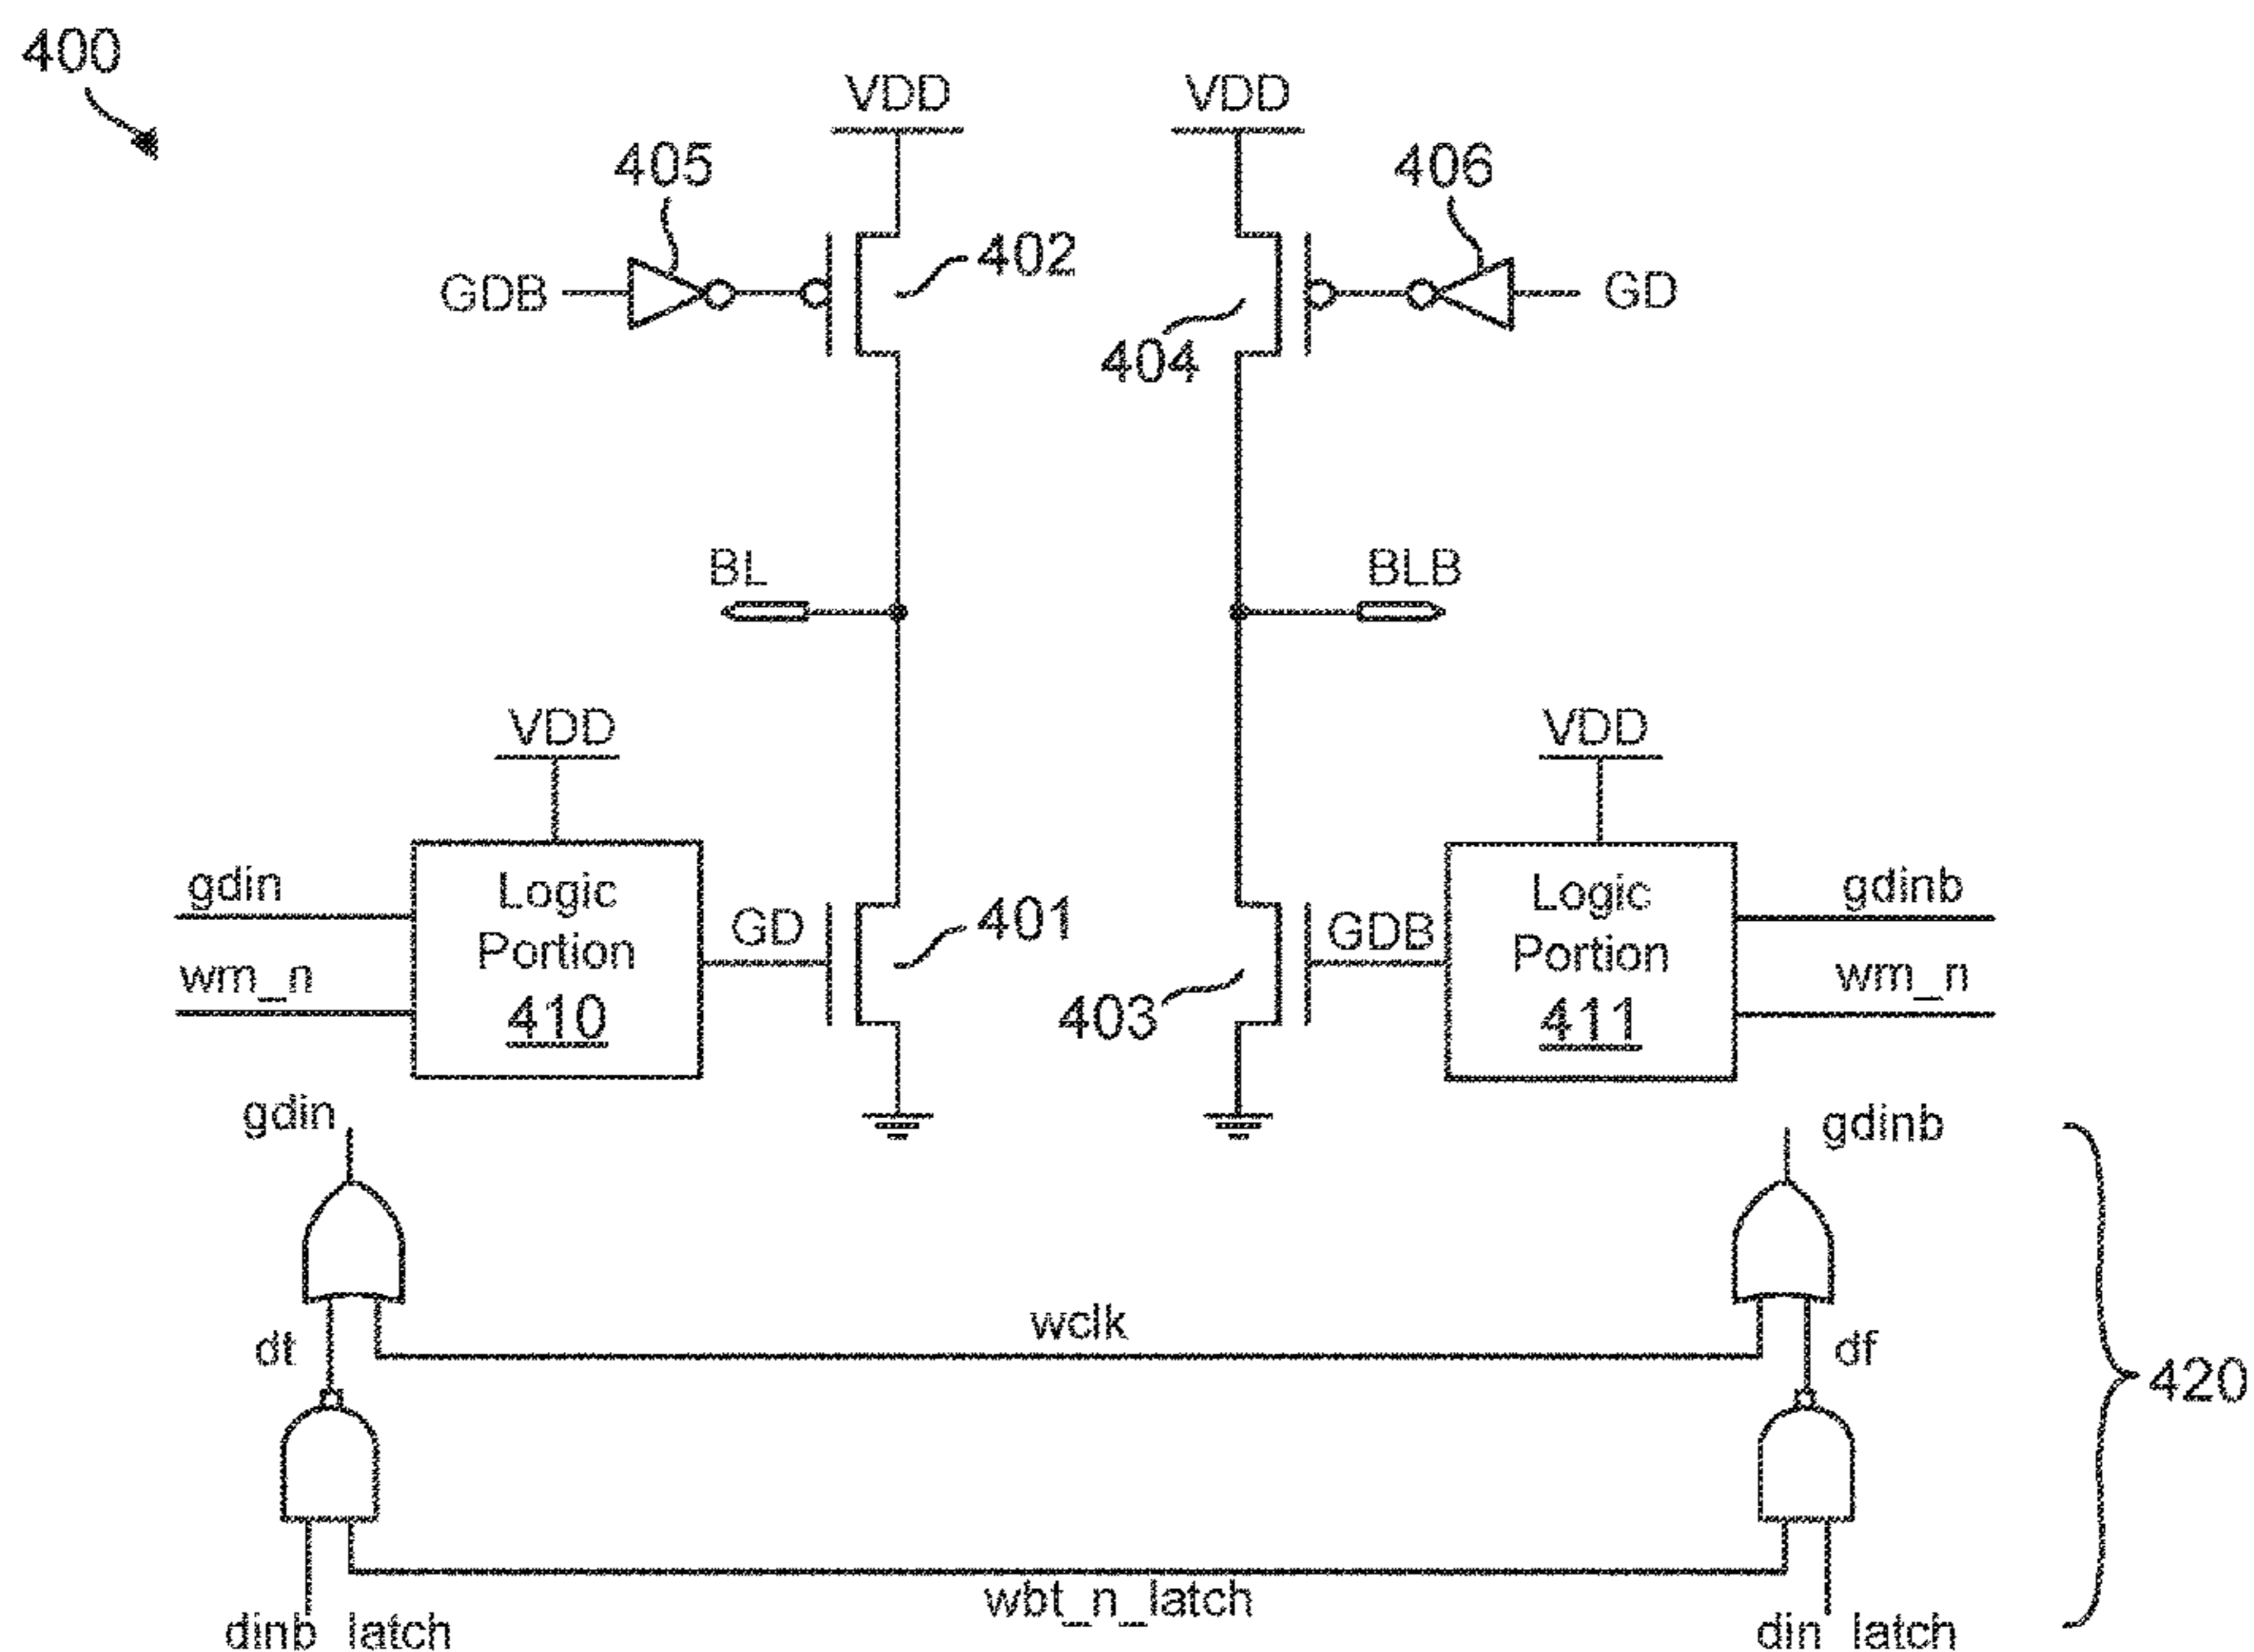 400
VDD
VDD
405
406
GDB
402
404
GD
BL
BLB
VDD
VDD
gdin
Logic
Portion
410
wm_n
GD
401
403
GDB
Logic
Portion
411
gdinb
wm_n
gdin
gdinb
wclk
dt
df
420
wbt_n_latch
dinb_latch
din_latch